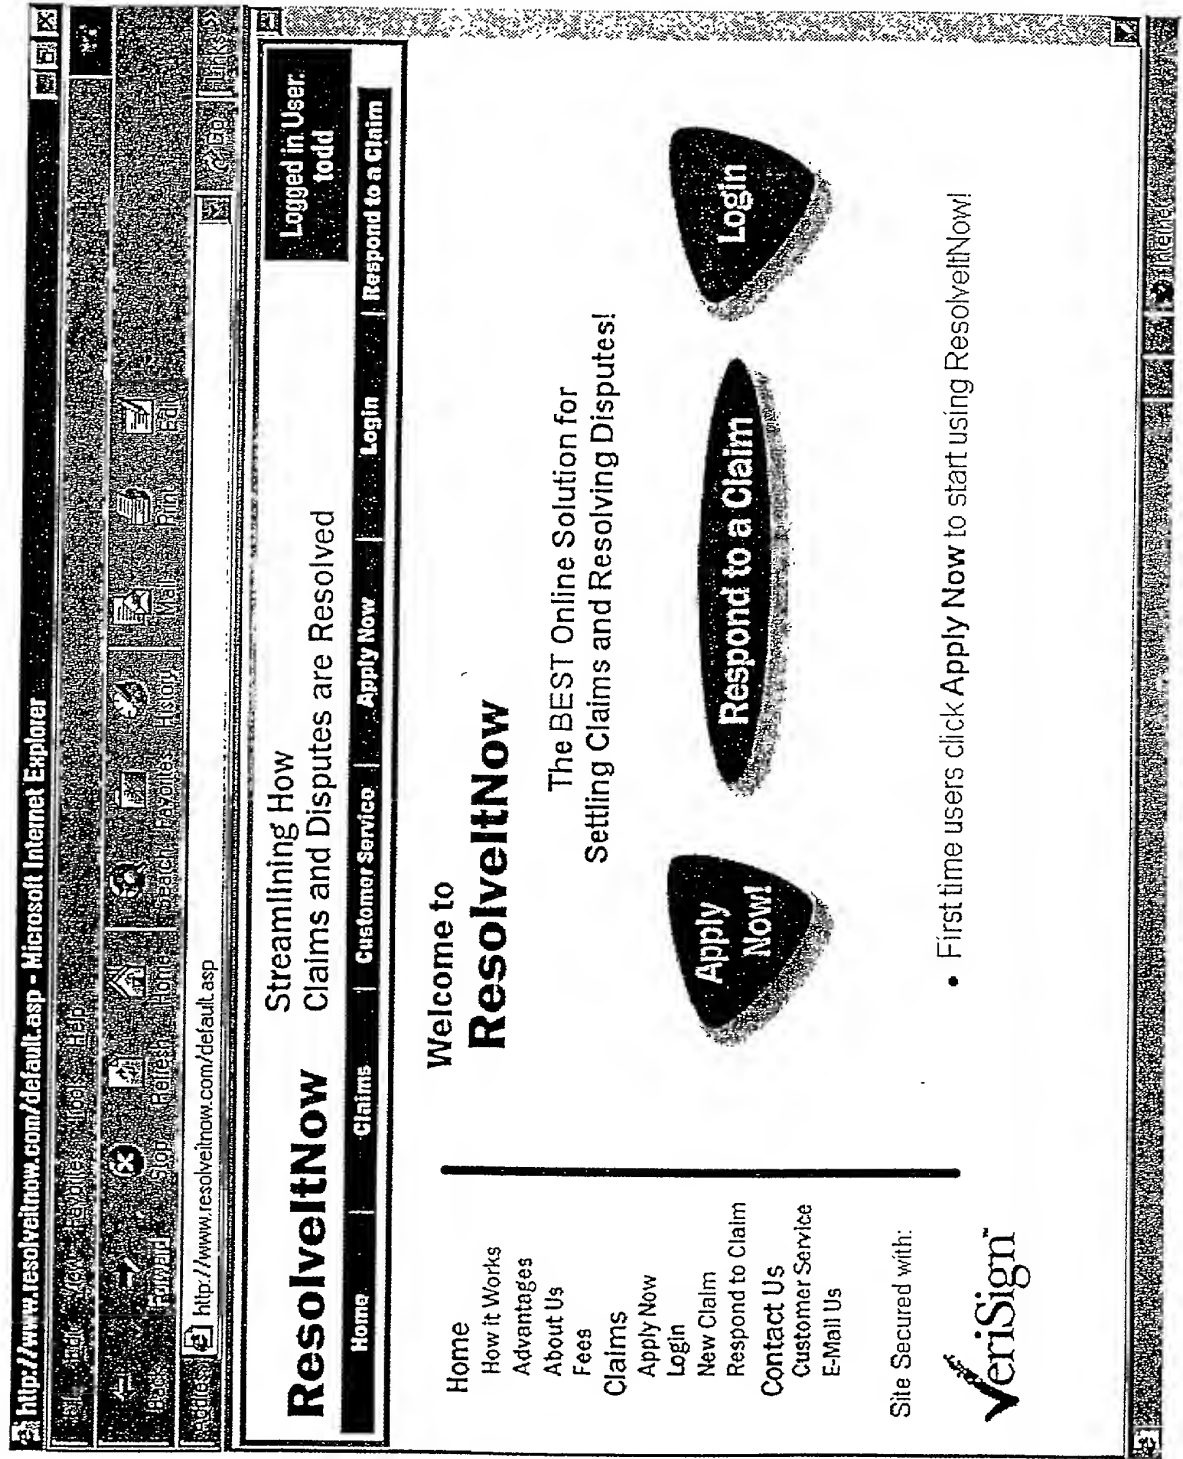 http://www.resolveitnow.com/default.asp - Microsoft Internet Explorer
View Favorites Tools Help
Back Forward Stop Refresh Home Search Favorites History Mail Print Edit
Address http://www.resolveitnow.com/default.asp Go Links >>
ResolveItNow
Streamlining How
Claims and Disputes are Resolved
Logged in User:
todd
Home | Claims | Customer Service | Apply Now | Login | Respond to a Claim
Home
How it Works
Advantages
About Us
Fees
Claims
Apply Now
Login
New Claim
Respond to Claim
Contact Us
Customer Service
E-Mail Us
Site Secured with:
VeriSign™
Welcome to
ResolveItNow
The BEST Online Solution for
Settling Claims and Resolving Disputes!
Apply
Now!
Respond to a Claim
Login
• First time users click Apply Now to start using ResolveItNow!
Internet